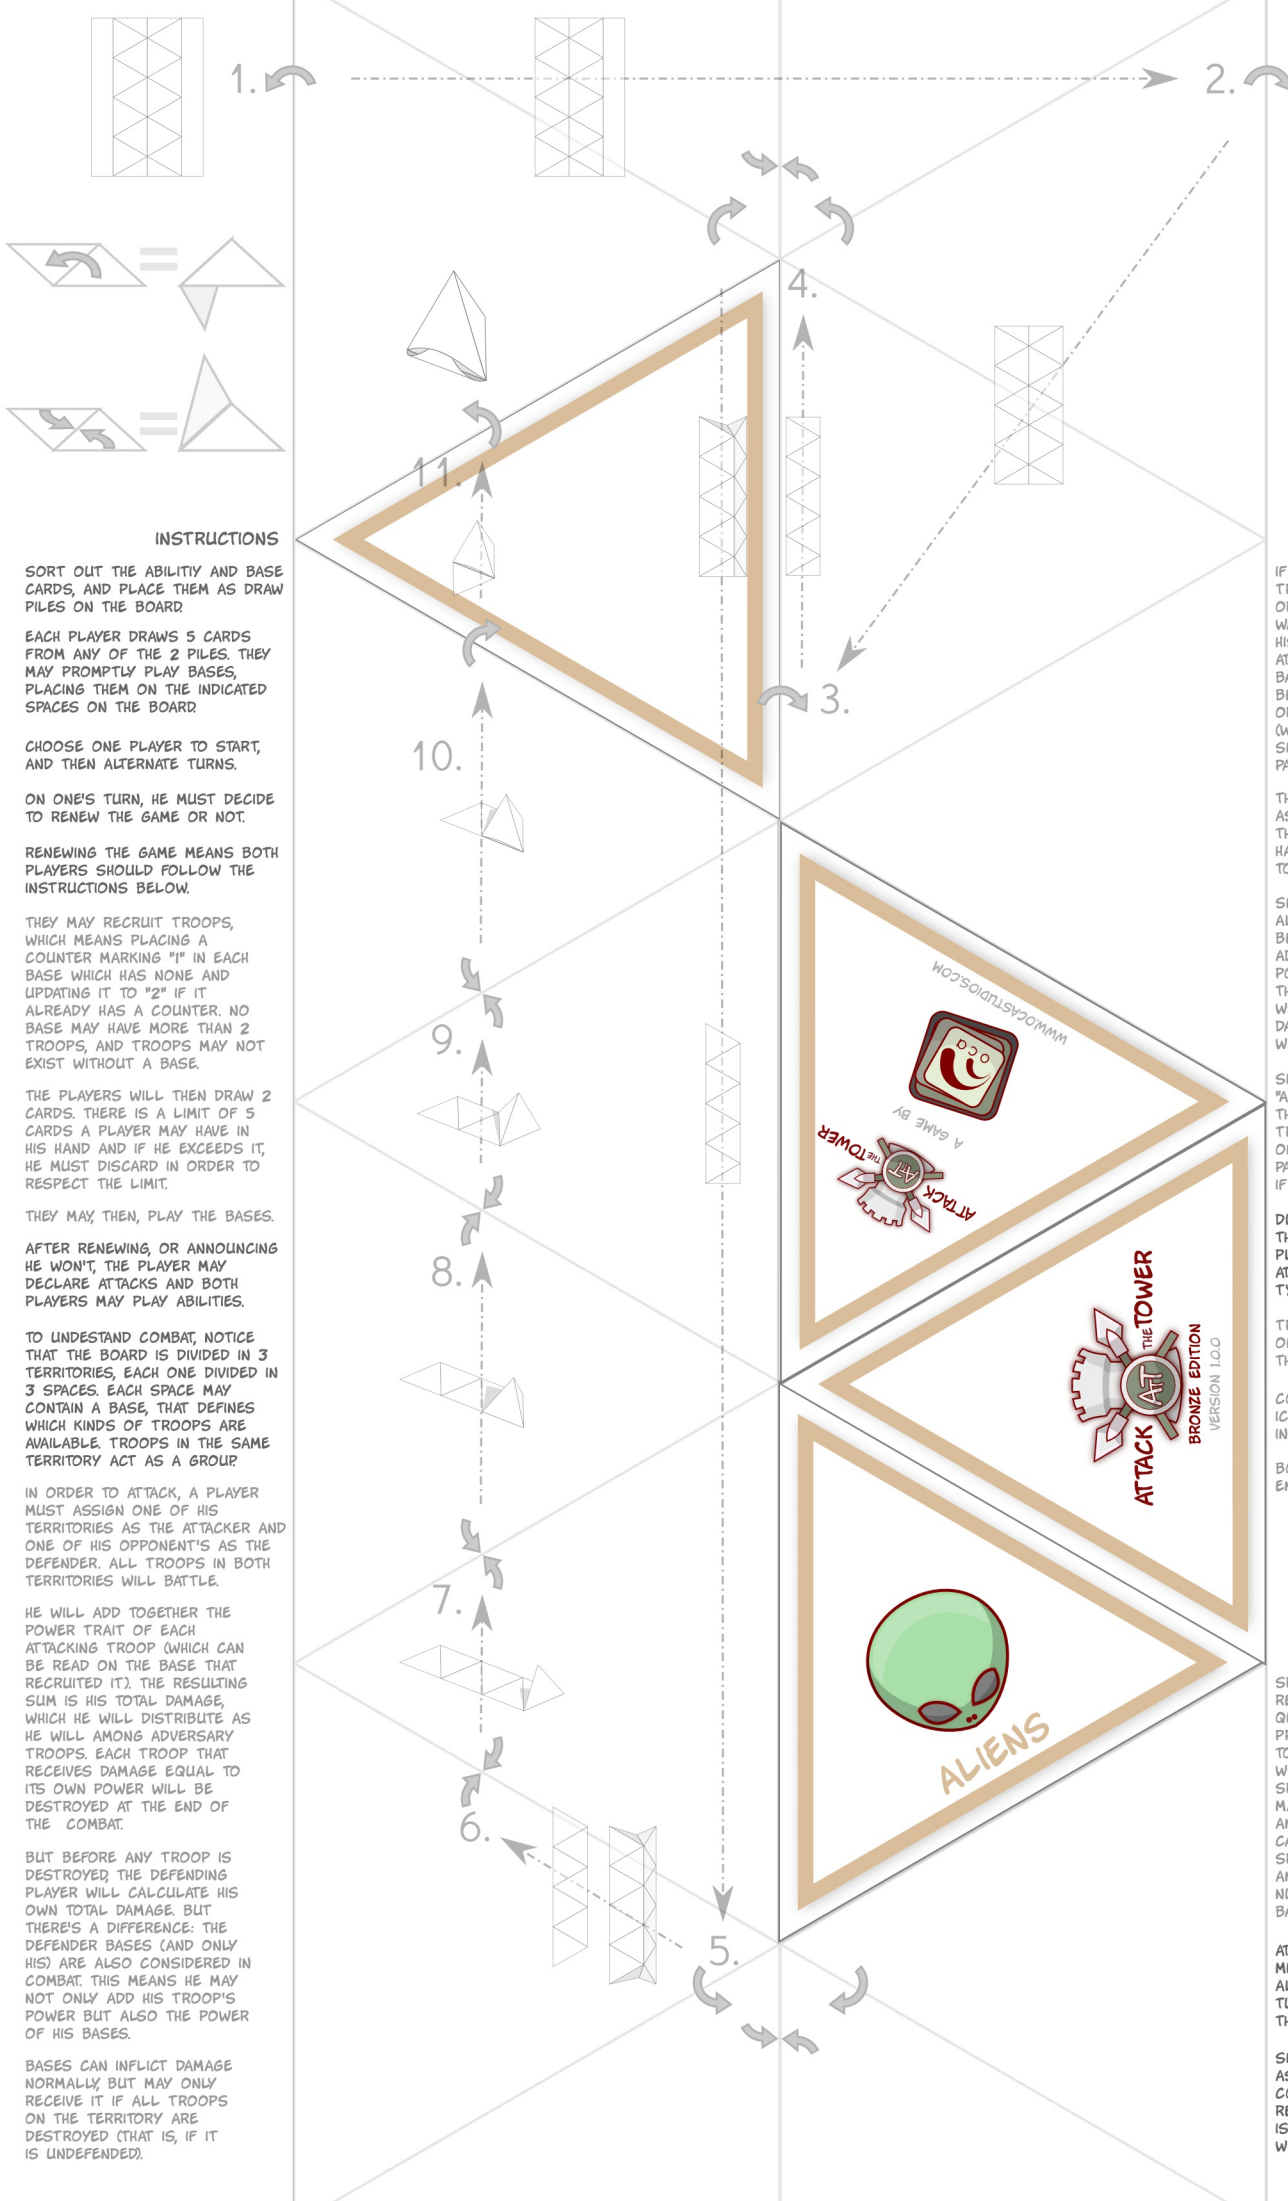 1.
2.
4.
11.
3.
10.
9.
8.
7.
6.
5.
INSTRUCTIONS
SORT OUT THE ABILITIY AND BASE
CARDS, AND PLACE THEM AS DRAW
PILES ON THE BOARD.
EACH PLAYER DRAWS 5 CARDS
FROM ANY OF THE 2 PILES. THEY
MAY PROMPTLY PLAY BASES,
PLACING THEM ON THE INDICATED
SPACES ON THE BOARD.
CHOOSE ONE PLAYER TO START,
AND THEN ALTERNATE TURNS.
ON ONE'S TURN, HE MUST DECIDE
TO RENEW THE GAME OR NOT.
RENEWING THE GAME MEANS BOTH
PLAYERS SHOULD FOLLOW THE
INSTRUCTIONS BELOW.
THEY MAY RECRUIT TROOPS,
WHICH MEANS PLACING A
COUNTER MARKING "1" IN EACH
BASE WHICH HAS NONE AND
UPDATING IT TO "2" IF IT
ALREADY HAS A COUNTER. NO
BASE MAY HAVE MORE THAN 2
TROOPS, AND TROOPS MAY NOT
EXIST WITHOUT A BASE.
THE PLAYERS WILL THEN DRAW 2
CARDS. THERE IS A LIMIT OF 5
CARDS A PLAYER MAY HAVE IN
HIS HAND AND IF HE EXCEEDS IT,
HE MUST DISCARD IN ORDER TO
RESPECT THE LIMIT.
THEY MAY, THEN, PLAY THE BASES.
AFTER RENEWING, OR ANNOUNCING
HE WON'T, THE PLAYER MAY
DECLARE ATTACKS AND BOTH
PLAYERS MAY PLAY ABILITIES.
TO UNDESTAND COMBAT, NOTICE
THAT THE BOARD IS DIVIDED IN 3
TERRITORIES, EACH ONE DIVIDED IN
3 SPACES. EACH SPACE MAY
CONTAIN A BASE, THAT DEFINES
WHICH KINDS OF TROOPS ARE
AVAILABLE. TROOPS IN THE SAME
TERRITORY ACT AS A GROUP.
IN ORDER TO ATTACK, A PLAYER
MUST ASSIGN ONE OF HIS
TERRITORIES AS THE ATTACKER AND
ONE OF HIS OPPONENT'S AS THE
DEFENDER. ALL TROOPS IN BOTH
TERRITORIES WILL BATTLE.
HE WILL ADD TOGETHER THE
POWER TRAIT OF EACH
ATTACKING TROOP (WHICH CAN
BE READ ON THE BASE THAT
RECRUITED IT). THE RESULTING
SUM IS HIS TOTAL DAMAGE,
WHICH HE WILL DISTRIBUTE AS
HE WILL AMONG ADVERSARY
TROOPS. EACH TROOP THAT
RECEIVES DAMAGE EQUAL TO
ITS OWN POWER WILL BE
DESTROYED AT THE END OF
THE COMBAT.
BUT BEFORE ANY TROOP IS
DESTROYED, THE DEFENDING
PLAYER WILL CALCULATE HIS
OWN TOTAL DAMAGE. BUT
THERE'S A DIFFERENCE: THE
DEFENDER BASES (AND ONLY
HIS) ARE ALSO CONSIDERED IN
COMBAT. THIS MEANS HE MAY
NOT ONLY ADD HIS TROOP'S
POWER BUT ALSO THE POWER
OF HIS BASES.
BASES CAN INFLICT DAMAGE
NORMALLY, BUT MAY ONLY
RECEIVE IT IF ALL TROOPS
ON THE TERRITORY ARE
DESTROYED (THAT IS, IF IT
IS UNDEFENDED).
WWW.OCASTUDIOS.COM
oca
A GAME BY
ATTACK THE TOWER
ATT
ATTACK THE TOWER
ATT
BRONZE EDITION
VERSION 1.0.0
ALIENS